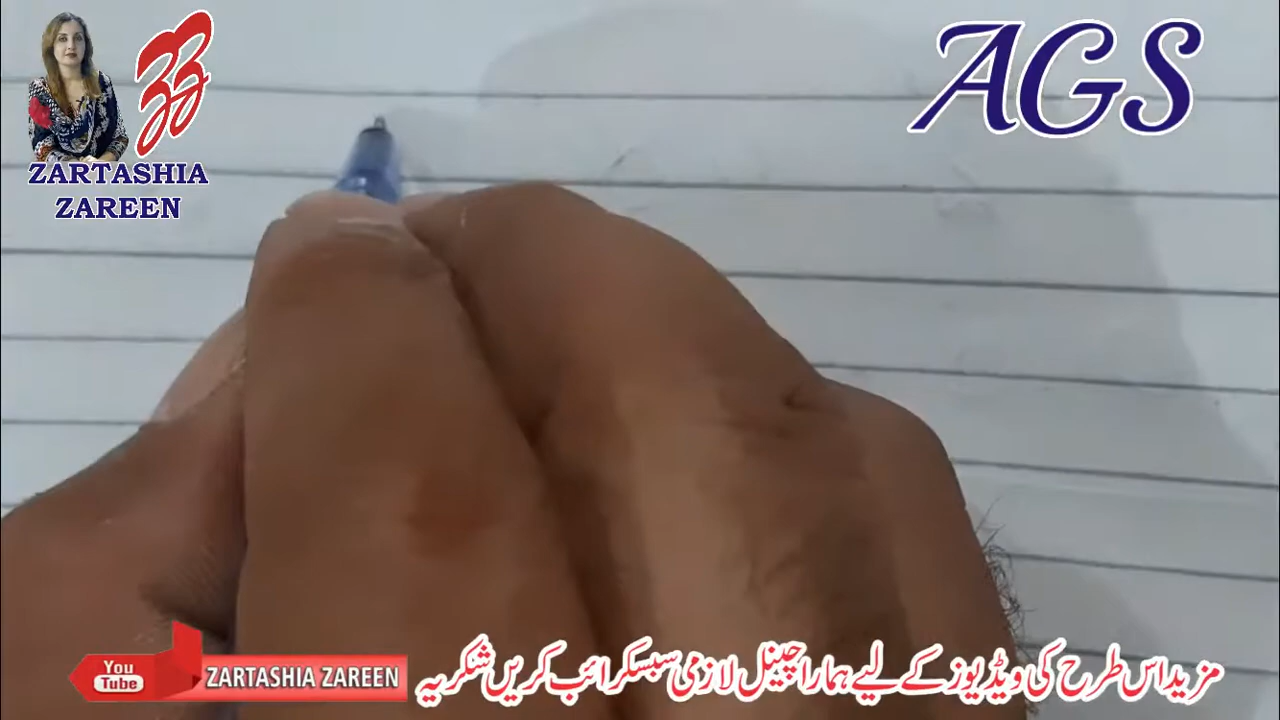 ZARTASHIA
ZAREEN
AGS
You
Tube
ZARTASHIA ZAREEN
مزید اس طرح کی ویڈیوز کے لیے ہمارا چینل لازمی سبسکرائب کریں شکریہ